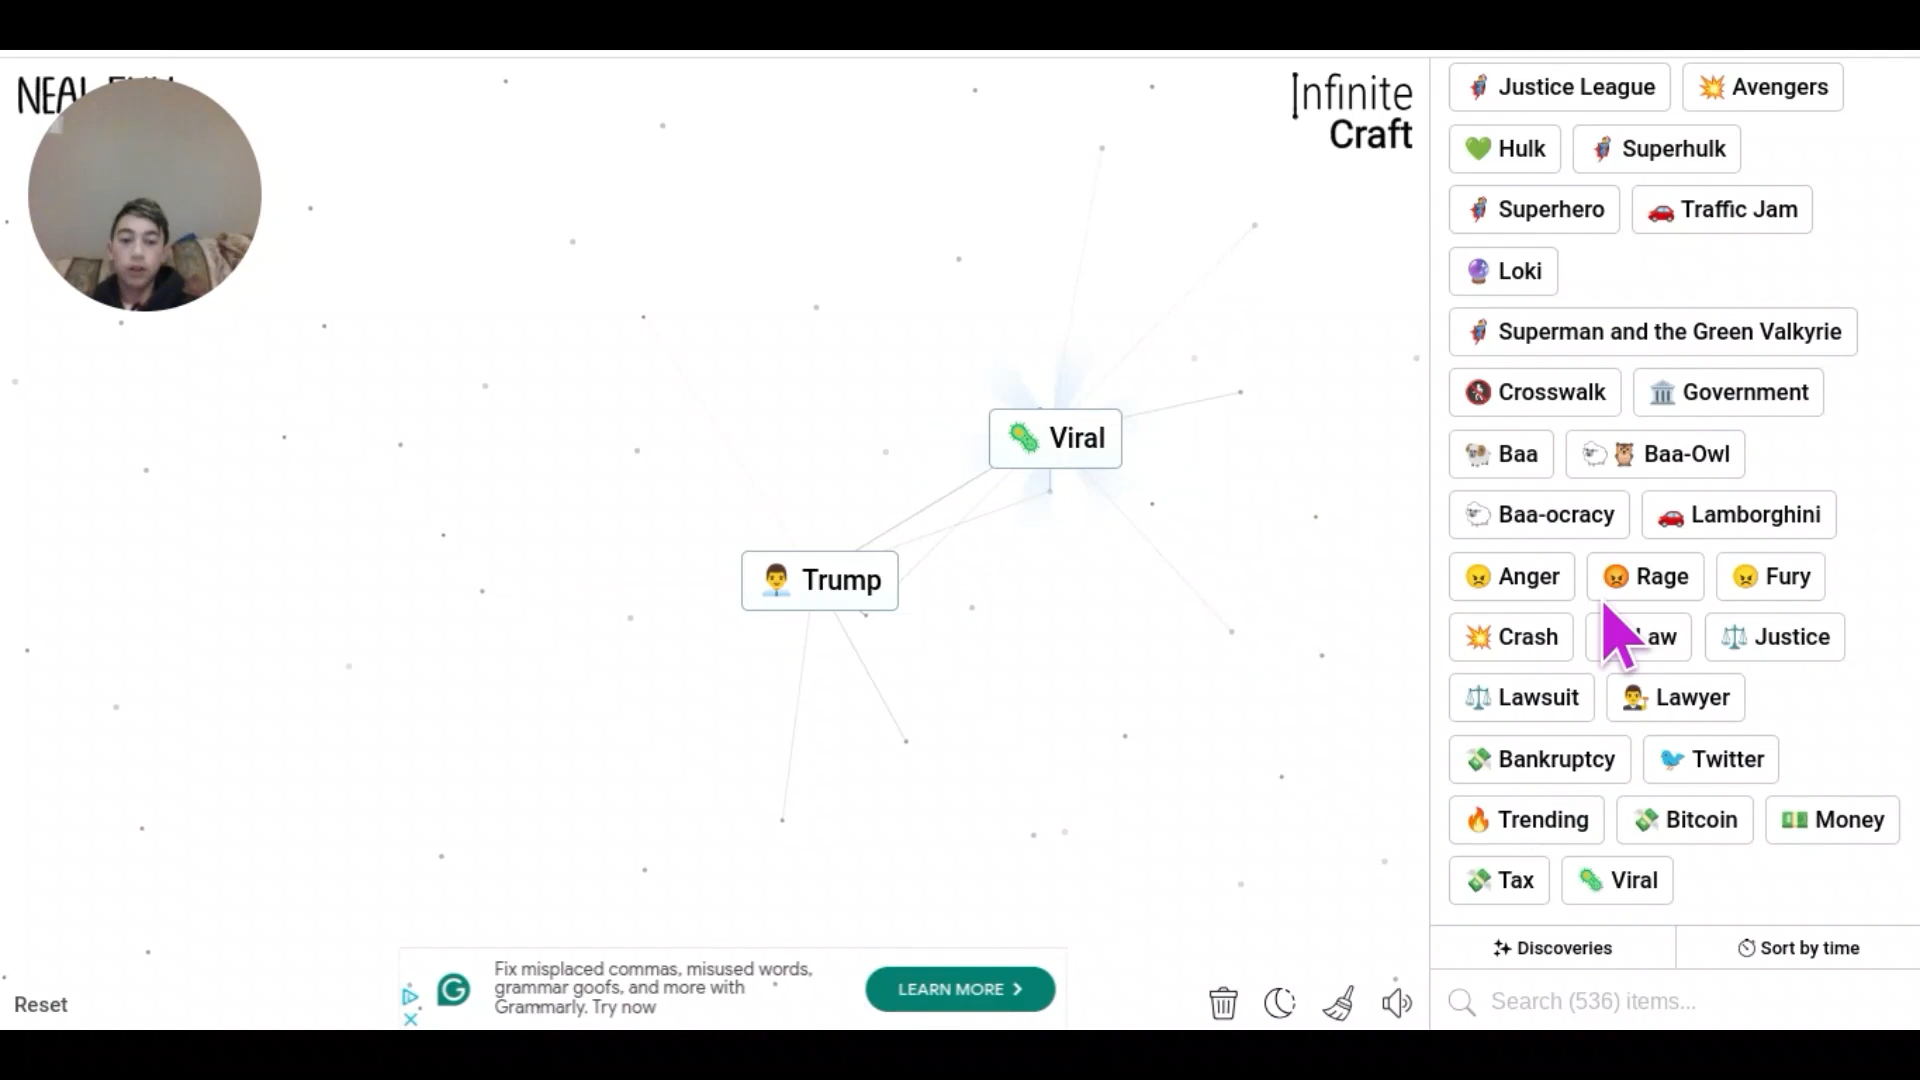 NEAL
Infinite
Craft
Viral
Trump
Justice League
Avengers
Hulk
Superhulk
Superhero
Traffic Jam
Loki
Superman and the Green Valkyrie
Crosswalk
Government
Baa
Baa-Owl
Baa-ocracy
Lamborghini
Anger
Rage
Fury
Crash
Law
Justice
Lawsuit
Lawyer
Bankruptcy
Twitter
Trending
Bitcoin
Money
Tax
Viral
Discoveries
Sort by time
Search (536) items...
Reset
Fix misplaced commas, misused words,
grammar goofs, and more with
Grammarly. Try now
LEARN MORE